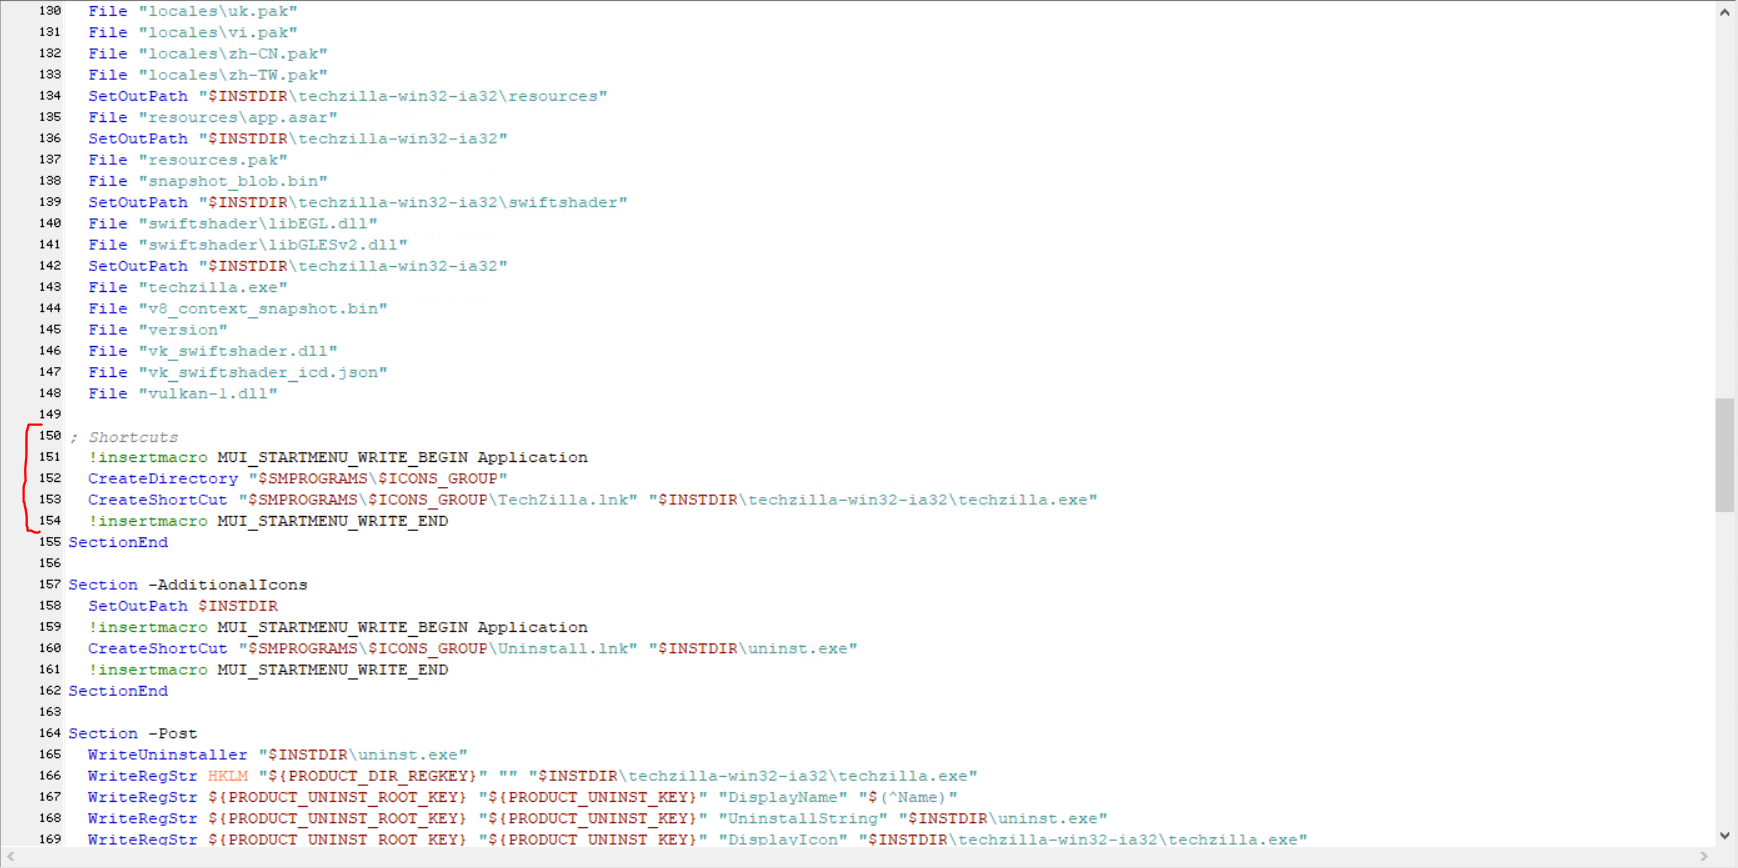 130 File "locales\uk.pak"
131 File "locales\vi.pak"
132 File "locales\zh-CN.pak"
133 File "locales\zh-TW.pak"
134 SetOutPath "$INSTDIR\techzilla-win32-ia32\resources"
135 File "resources\app.asar"
136 SetOutPath "$INSTDIR\techzilla-win32-ia32"
137 File "resources.pak"
138 File "snapshot_blob.bin"
139 SetOutPath "$INSTDIR\techzilla-win32-ia32\swiftshader"
140 File "swiftshader\libEGL.dll"
141 File "swiftshader\libGLESv2.dll"
142 SetOutPath "$INSTDIR\techzilla-win32-ia32"
143 File "techzilla.exe"
144 File "v8_context_snapshot.bin"
145 File "version"
146 File "vk_swiftshader.dll"
147 File "vk_swiftshader_icd.json"
148 File "vulkan-1.dll"
149
150 ; Shortcuts
151 !insertmacro MUI_STARTMENU_WRITE_BEGIN Application
152 CreateDirectory "$SMPROGRAMS\$ICONS_GROUP"
153 CreateShortCut "$SMPROGRAMS\$ICONS_GROUP\TechZilla.lnk" "$INSTDIR\techzilla-win32-ia32\techzilla.exe"
154 !insertmacro MUI_STARTMENU_WRITE_END
155 SectionEnd
156
157 Section -AdditionalIcons
158 SetOutPath $INSTDIR
159 !insertmacro MUI_STARTMENU_WRITE_BEGIN Application
160 CreateShortCut "$SMPROGRAMS\$ICONS_GROUP\Uninstall.lnk" "$INSTDIR\uninst.exe"
161 !insertmacro MUI_STARTMENU_WRITE_END
162 SectionEnd
163
164 Section -Post
165 WriteUninstaller "$INSTDIR\uninst.exe"
166 WriteRegStr HKLM "${PRODUCT_DIR_REGKEY}" "" "$INSTDIR\techzilla-win32-ia32\techzilla.exe"
167 WriteRegStr ${PRODUCT_UNINST_ROOT_KEY} "${PRODUCT_UNINST_KEY}" "DisplayName" "$(^Name)"
168 WriteRegStr ${PRODUCT_UNINST_ROOT_KEY} "${PRODUCT_UNINST_KEY}" "UninstallString" "$INSTDIR\uninst.exe"
169 WriteRegStr ${PRODUCT_UNINST_ROOT_KEY} "${PRODUCT_UNINST_KEY}" "DisplayIcon" "$INSTDIR\techzilla-win32-ia32\techzilla.exe"